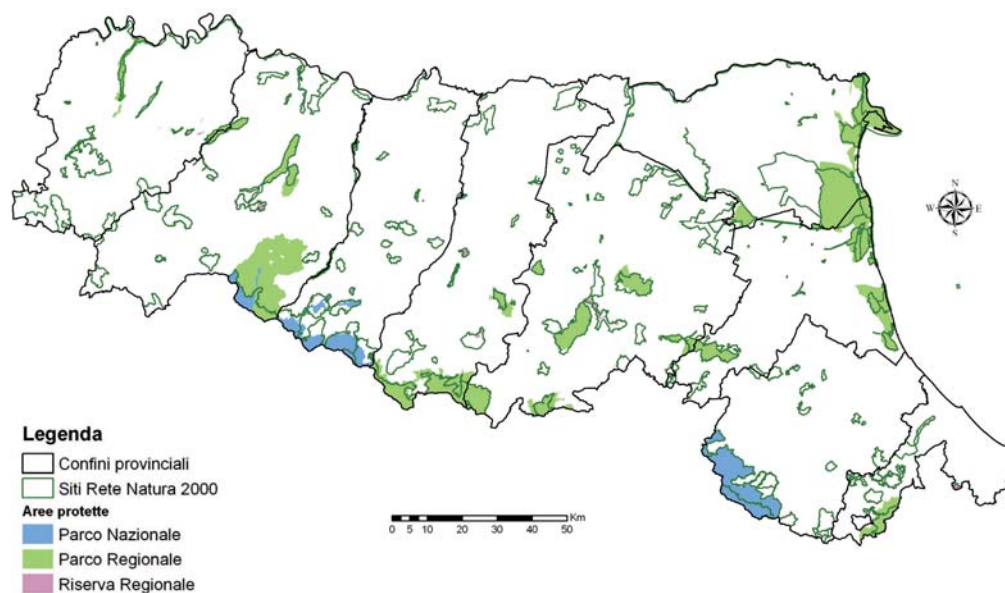 N
W E
S
Legenda
Confini provinciali
Siti Rete Natura 2000
Aree protette
Parco Nazionale
Parco Regionale
Riserva Regionale
Km
0 5 10 20 30 40 50